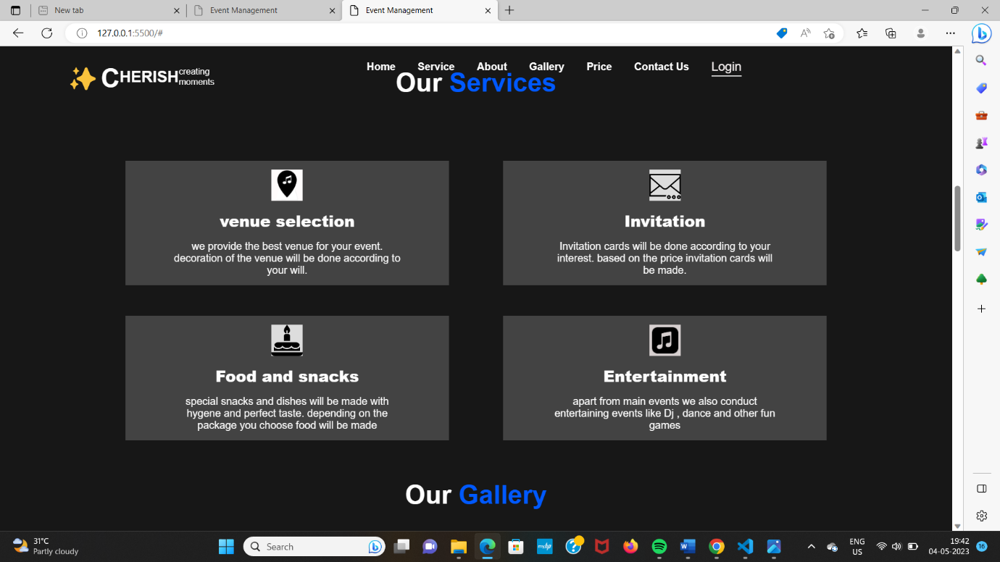 New tab
Event Management
Event Management
127.0.0.1:5500/#
CHERISH creating moments
Home Service About Gallery Price Contact Us Login
Our Services
venue selection
we provide the best venue for your event.
decoration of the venue will be done according to
your will.
Invitation
Invitation cards will be done according to your
interest. based on the price invitation cards will
be made.
Food and snacks
special snacks and dishes will be made with
hygene and perfect taste. depending on the
package you choose food will be made
Entertainment
apart from main events we also conduct
entertaining events like Dj , dance and other fun
games
Our Gallery
31°C
Partly cloudy
Search
myhp
ENG
US
19:42
04-05-2023
16